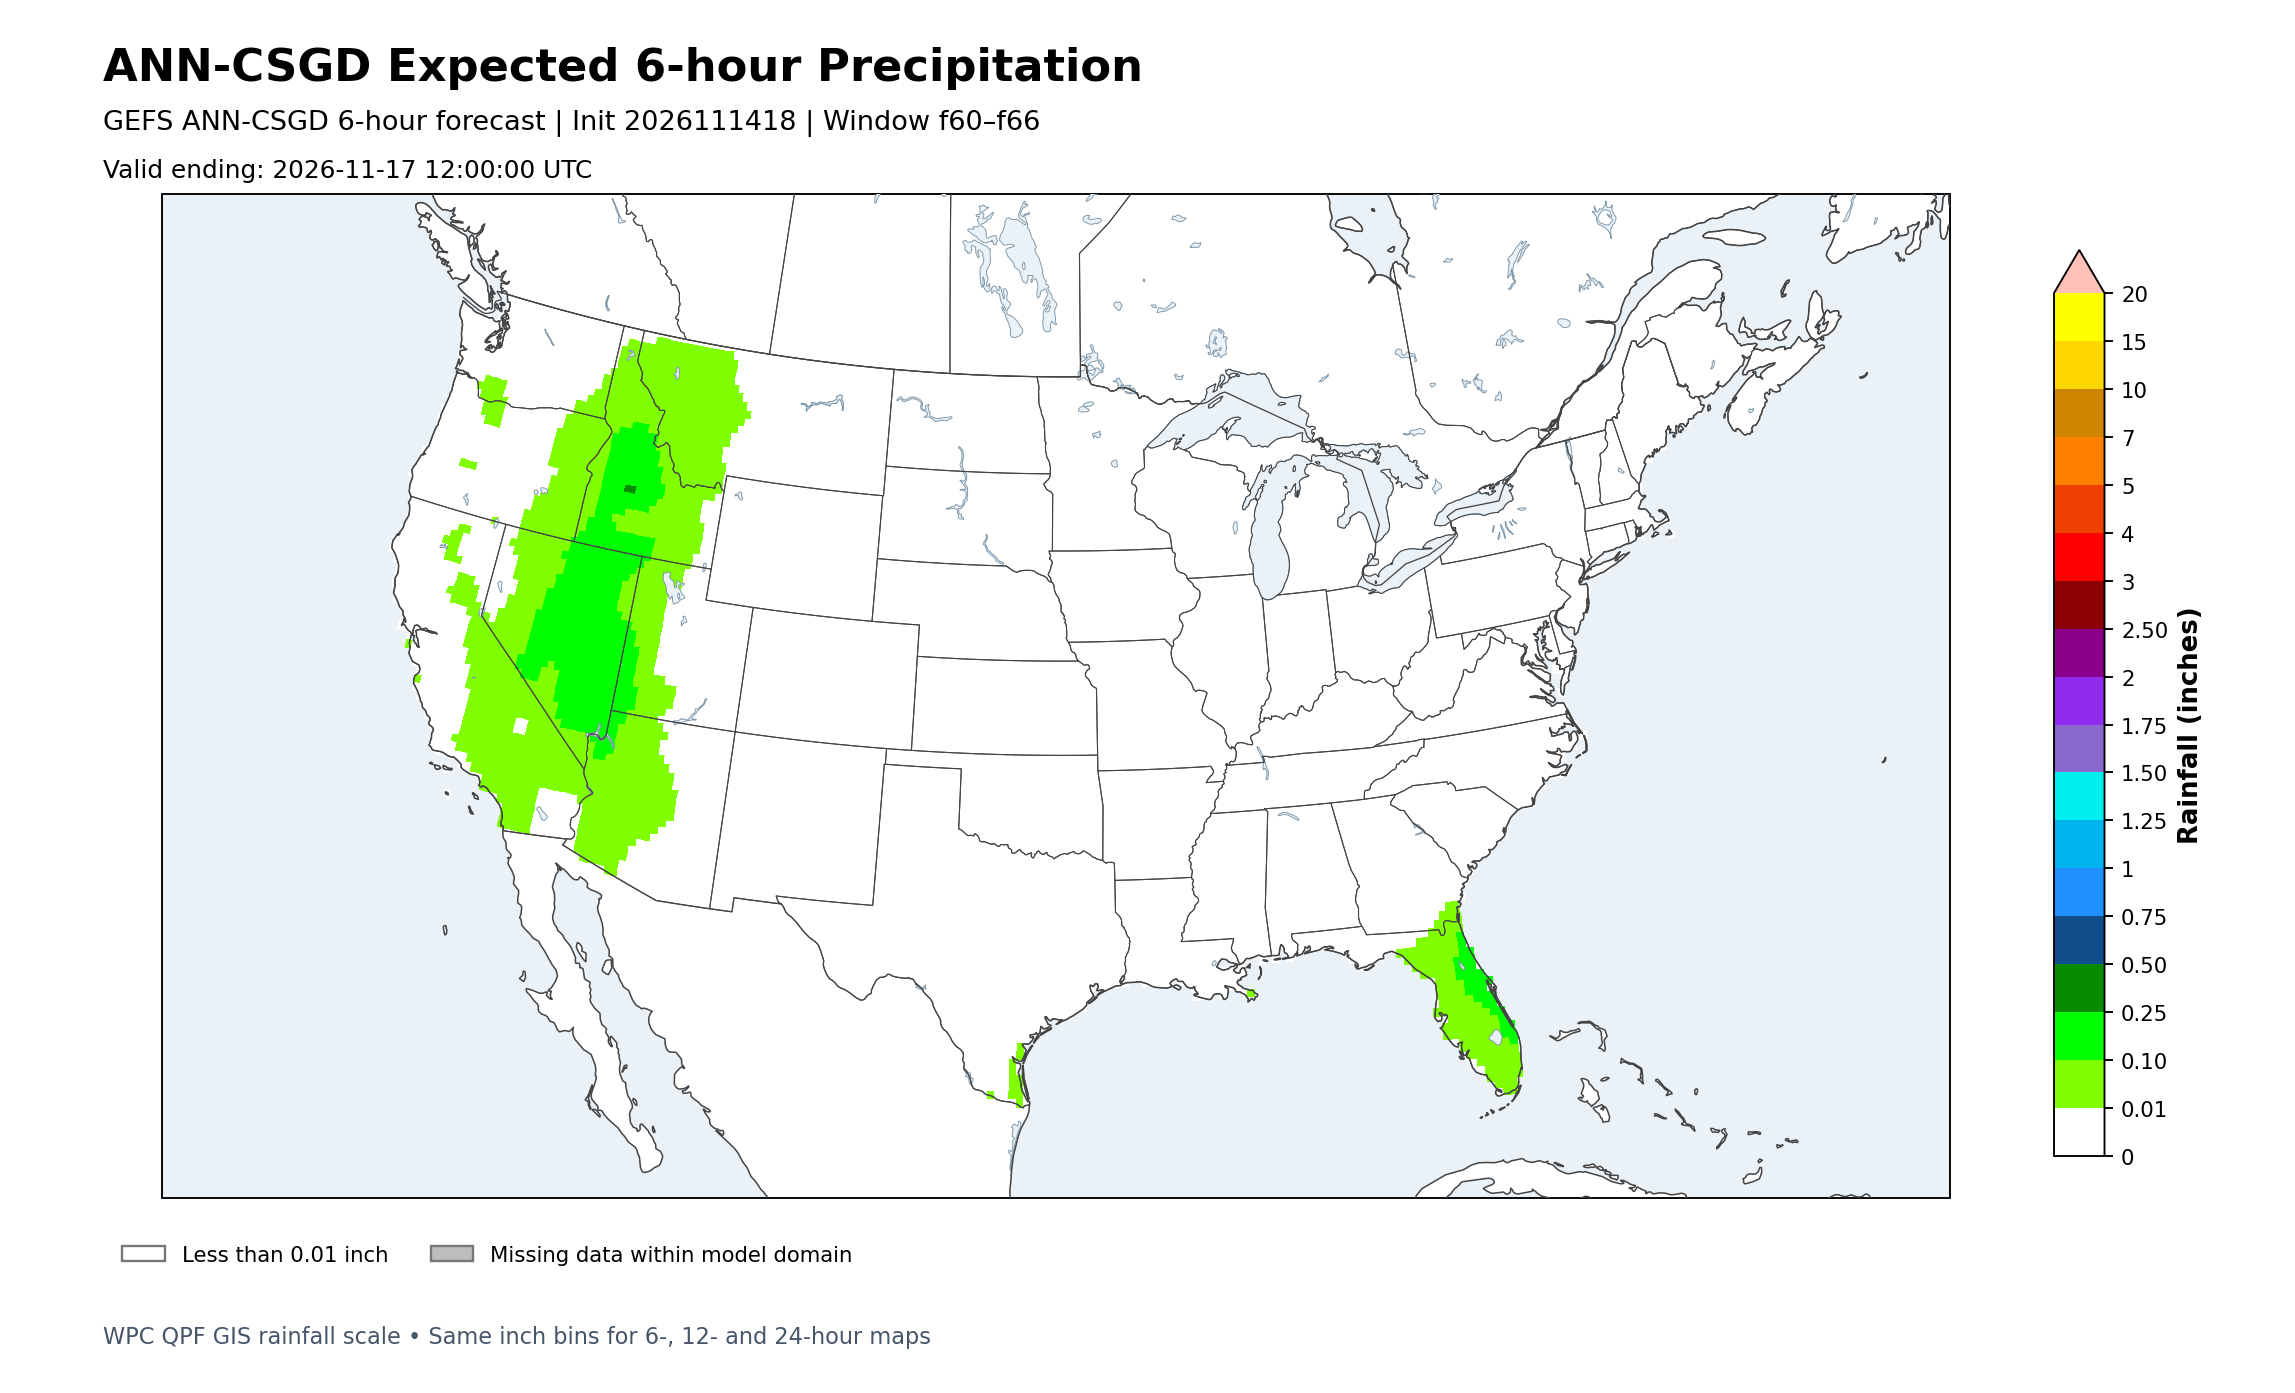 ANN-CSGD Expected 6-hour Precipitation
GEFS ANN-CSGD 6-hour forecast | Init 2026111418 | Window f60–f66
Valid ending: 2026-11-17 12:00:00 UTC
20
15
10
7
5
4
3
2.50
2
1.75
1.50
1.25
1
0.75
0.50
0.25
0.10
0.01
0
Rainfall (inches)
Less than 0.01 inch
Missing data within model domain
WPC QPF GIS rainfall scale • Same inch bins for 6-, 12- and 24-hour maps